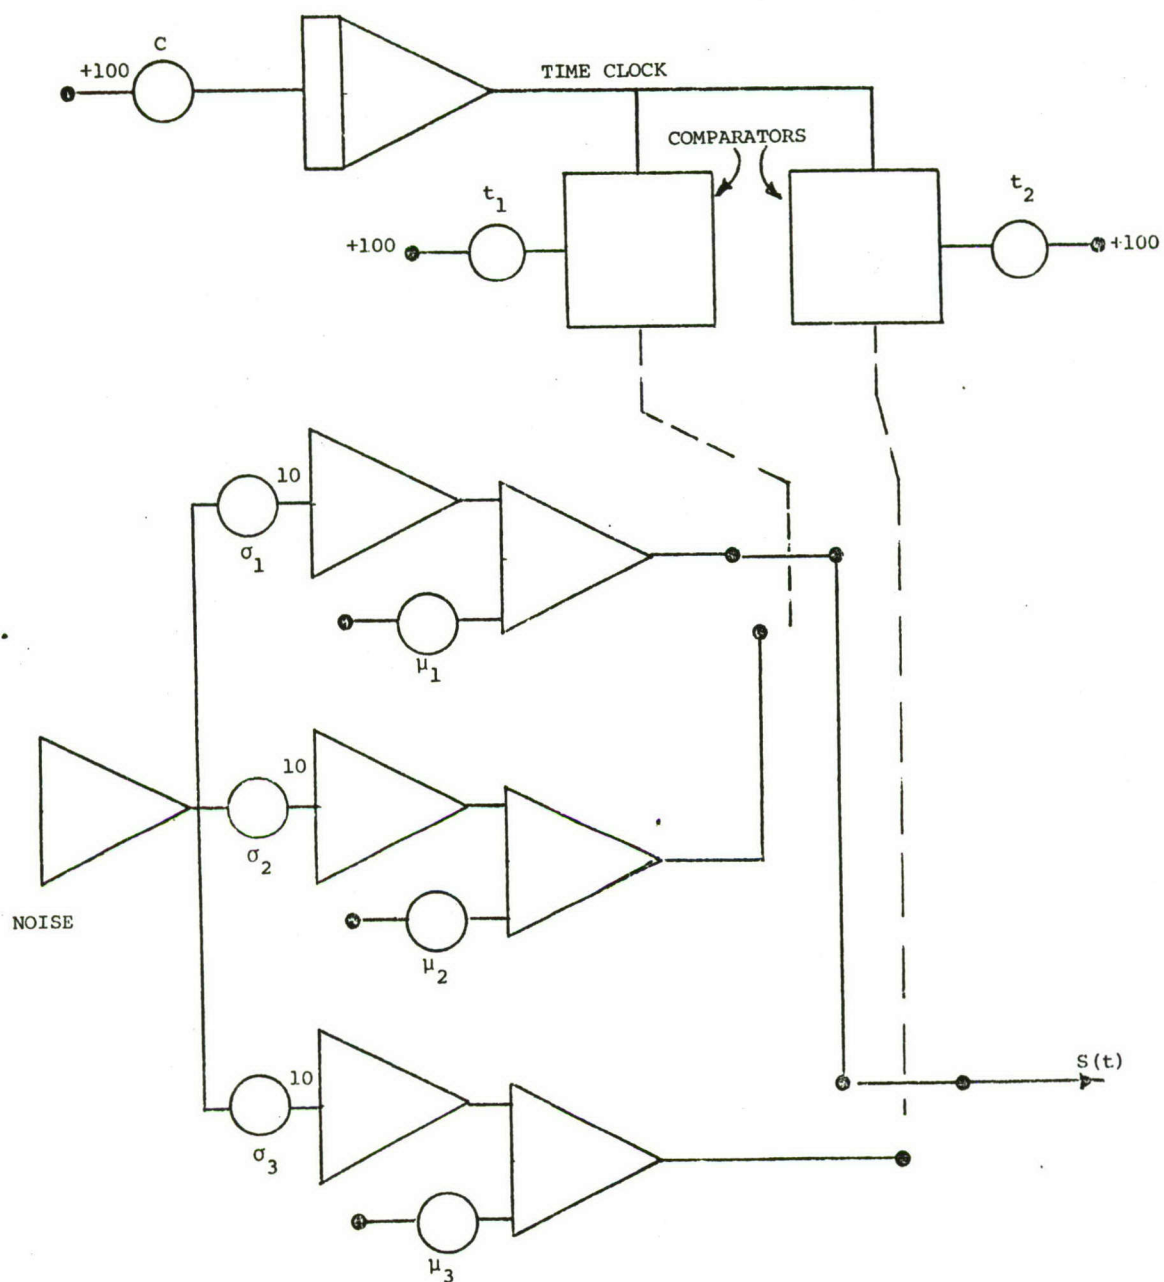 C
+100
TIME CLOCK
COMPARATORS
t1
t2
+100
+100
10
σ1
μ1
10
σ2
NOISE
μ2
S(t)
10
σ3
μ3